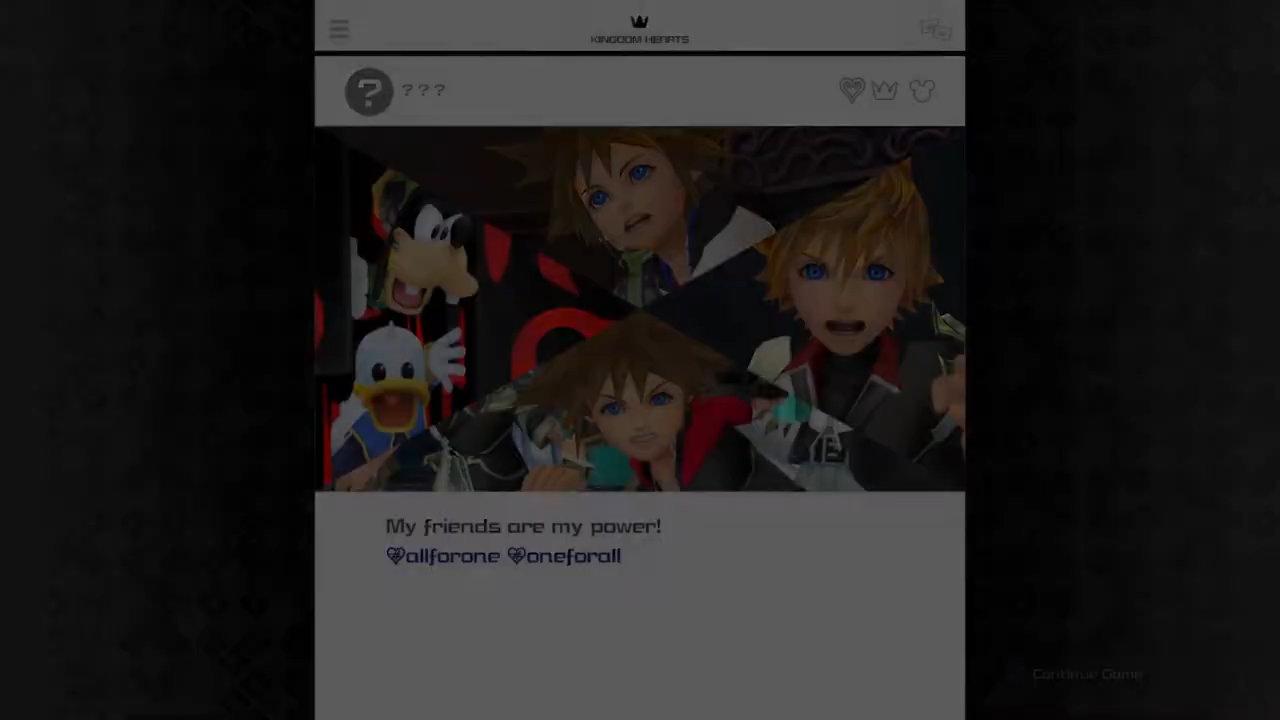 KINGDOM HEARTS
? ? ? ?
My friends are my power!
allforone oneforall
Continue Game